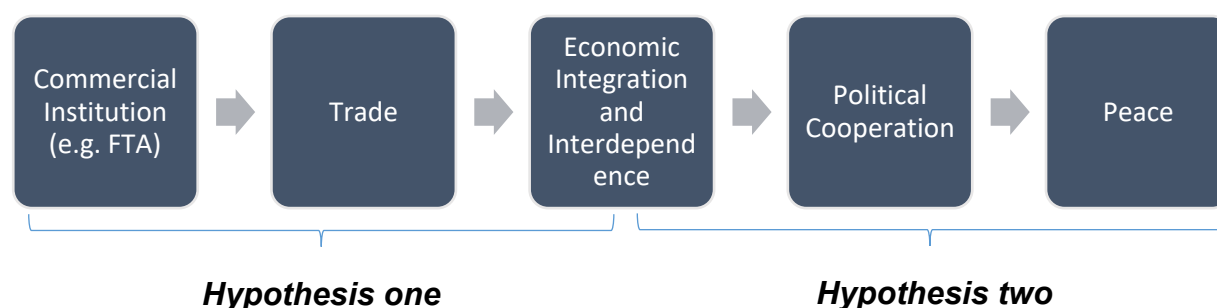 Commercial
Institution
(e.g. FTA)
Trade
Economic
Integration
and
Interdepend
ence
Political
Cooperation
Peace
Hypothesis one
Hypothesis two